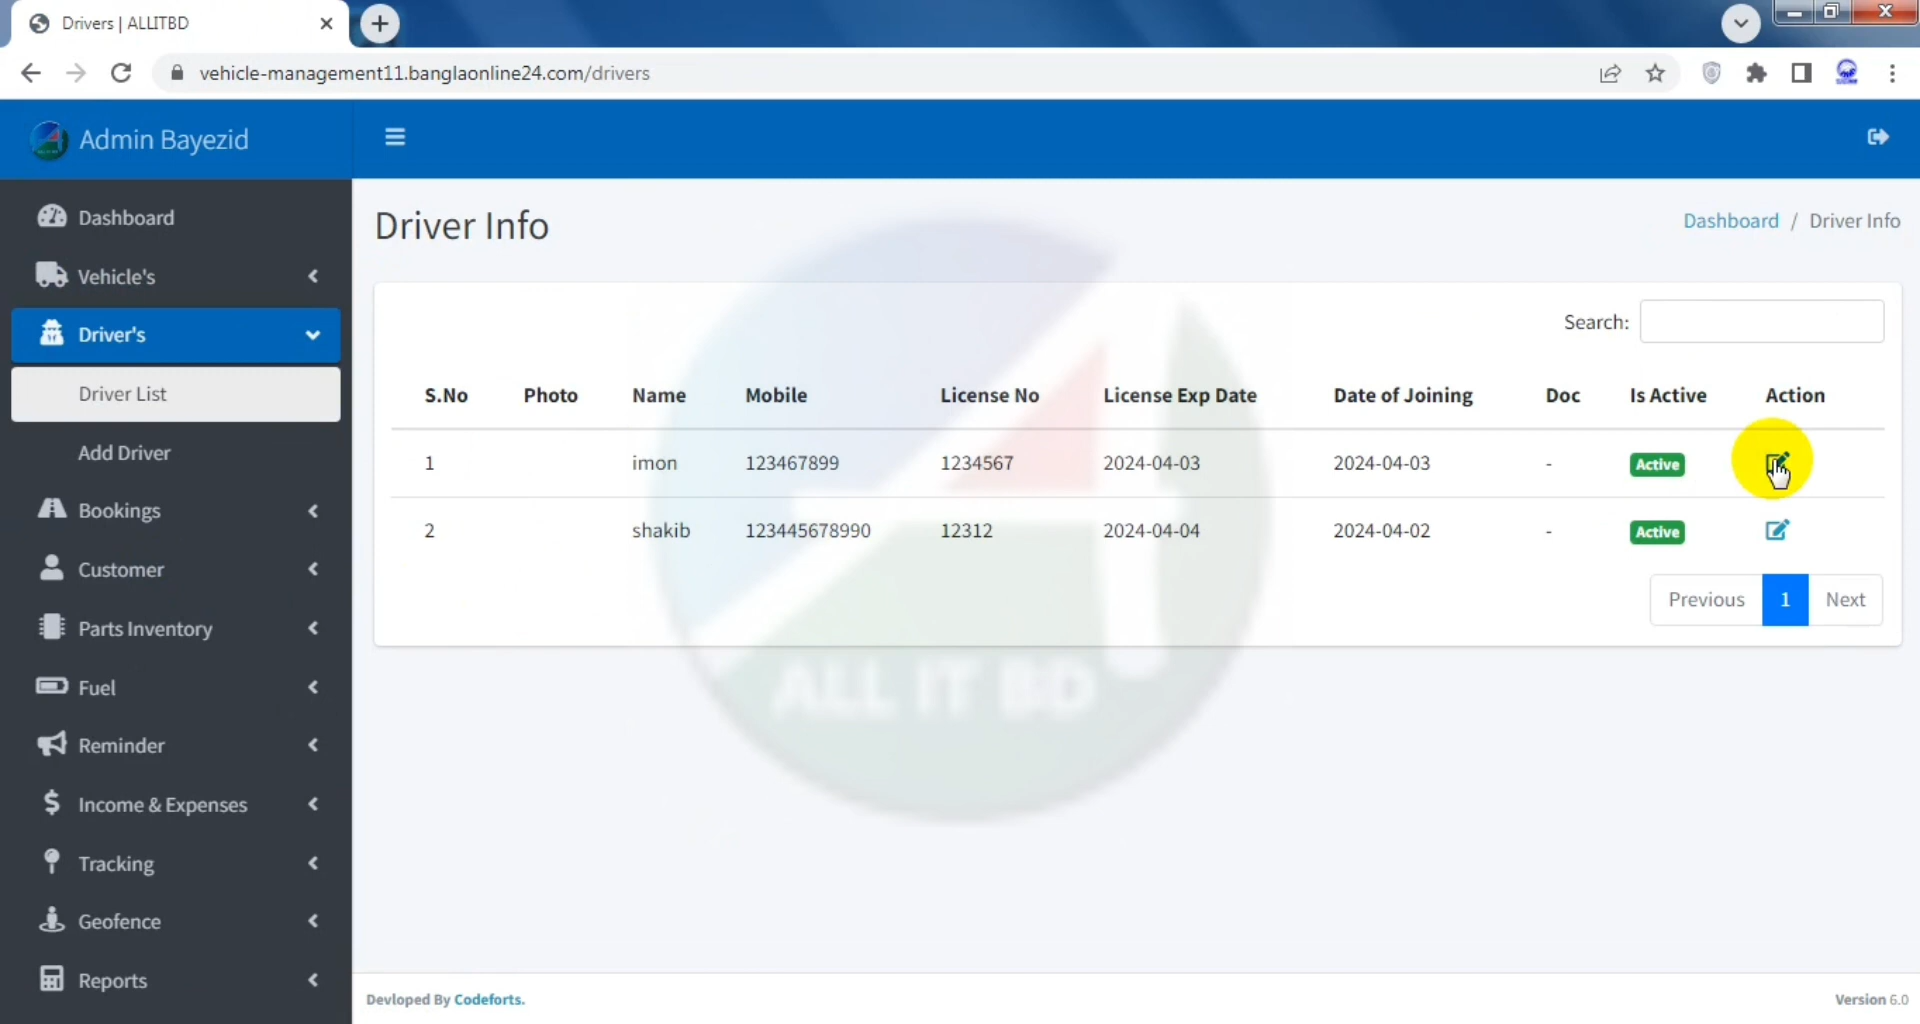 Drivers | ALLITBD
vehicle-management11.banglaonline24.com/drivers
Admin Bayezid
Dashboard
Vehicle's
Driver's
Driver List
Add Driver
Bookings
Customer
Parts Inventory
Fuel
Reminder
Income & Expenses
Tracking
Geofence
Reports
Driver Info
Dashboard / Driver Info
Search:
S.No Photo Name Mobile License No License Exp Date Date of Joining Doc Is Active Action
1 imon 123467899 1234567 2024-04-03 2024-04-03 - Active
2 shakib 123445678990 12312 2024-04-04 2024-04-02 - Active
Previous 1 Next
ALL IT BD
Devloped By Codeforts.
Version 6.0